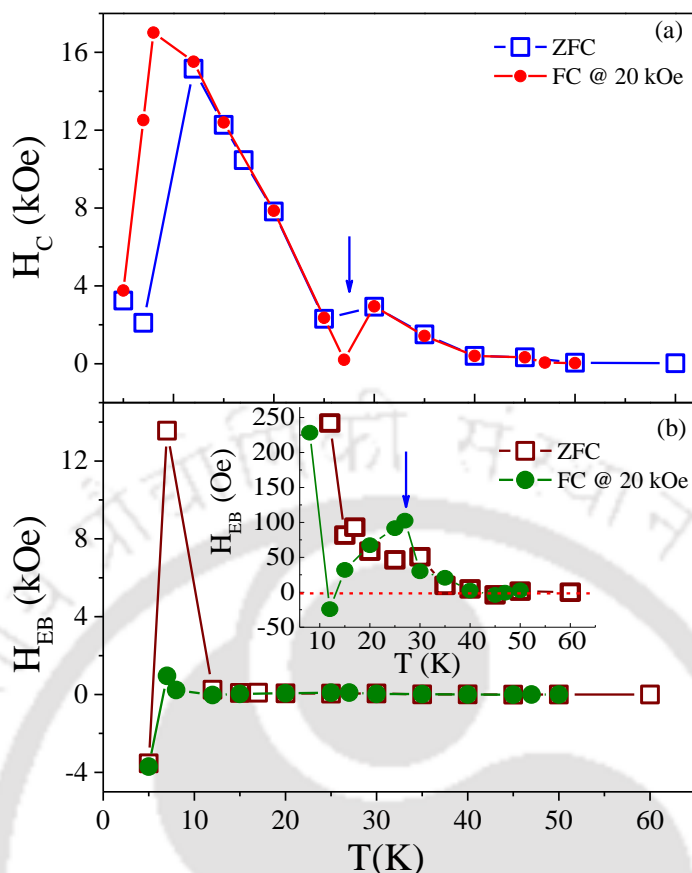 (a)
ZFC
FC @ 20 kOe
16
12
8
4
0
H_C (kOe)
(b)
ZFC
FC @ 20 kOe
250
200
150
100
50
0
-50
H_EB (Oe)
10 20 30 40 50 60
T (K)
12
8
4
0
-4
H_EB (kOe)
0 10 20 30 40 50 60
T(K)